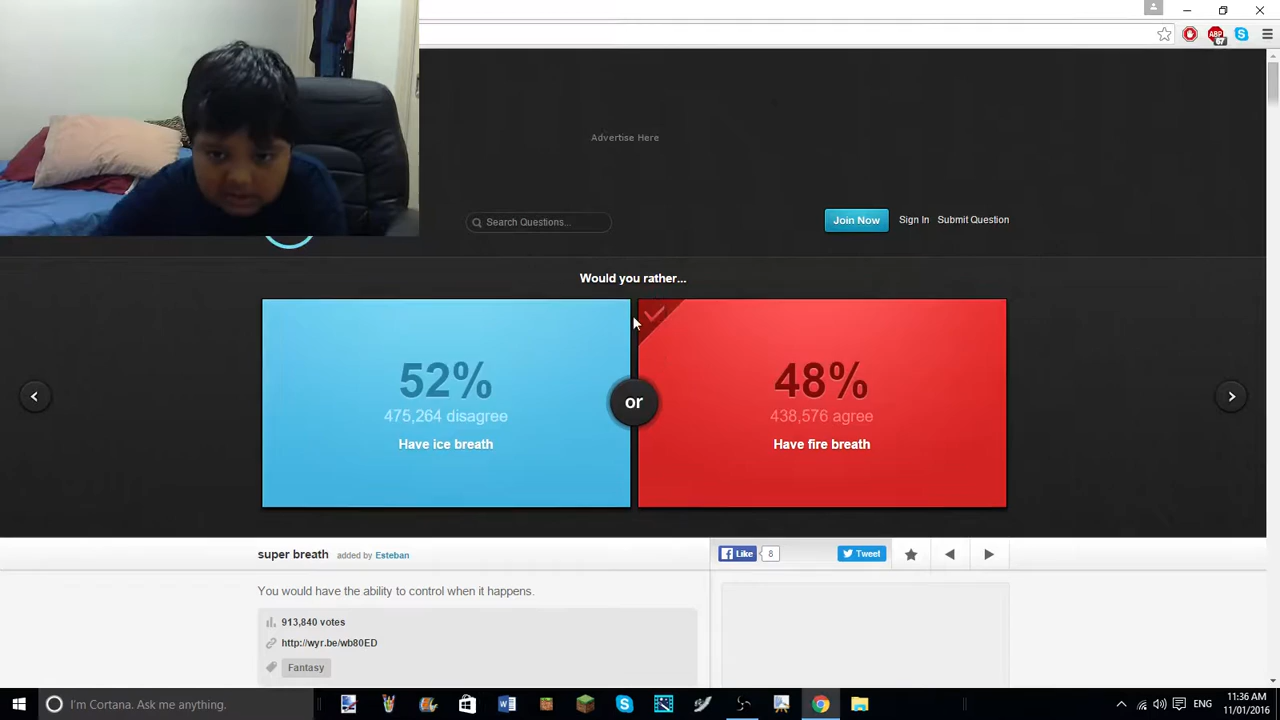 ABP
67
Advertise Here
Search Questions...
Join Now
Sign In
Submit Question
Would you rather...
52%
475,264 disagree
Have ice breath
or
48%
438,576 agree
Have fire breath
super breath added by Esteban
Like
8
Tweet
You would have the ability to control when it happens.
913,840 votes
http://wyr.be/wb80ED
Fantasy
I'm Cortana. Ask me anything.
ENG
11:36 AM
11/01/2016